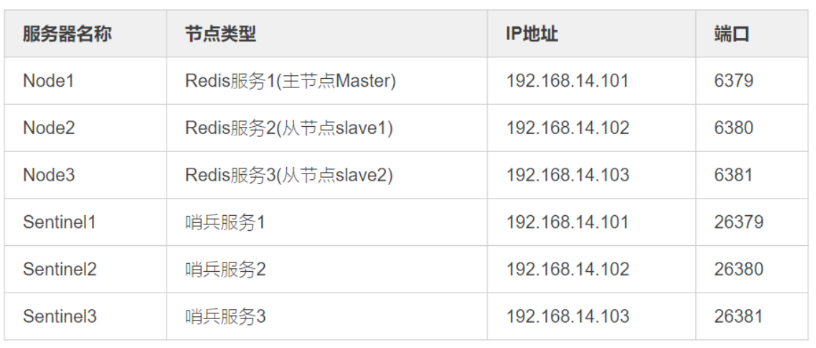 服务器名称 节点类型 IP地址 端口
Node1 Redis服务1(主节点Master) 192.168.14.101 6379
Node2 Redis服务2(从节点slave1) 192.168.14.102 6380
Node3 Redis服务3(从节点slave2) 192.168.14.103 6381
Sentinel1 哨兵服务1 192.168.14.101 26379
Sentinel2 哨兵服务2 192.168.14.102 26380
Sentinel3 哨兵服务3 192.168.14.103 26381